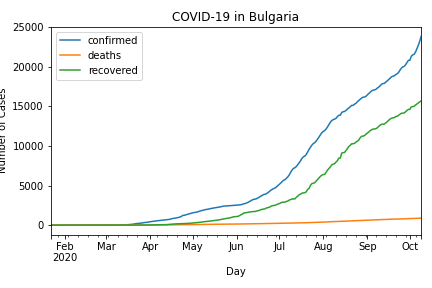 COVID-19 in Bulgaria
25000
20000
15000
10000
5000
0
Number of Cases
confirmed
deaths
recovered
Feb Mar Apr May Jun Jul Aug Sep Oct
2020
Day